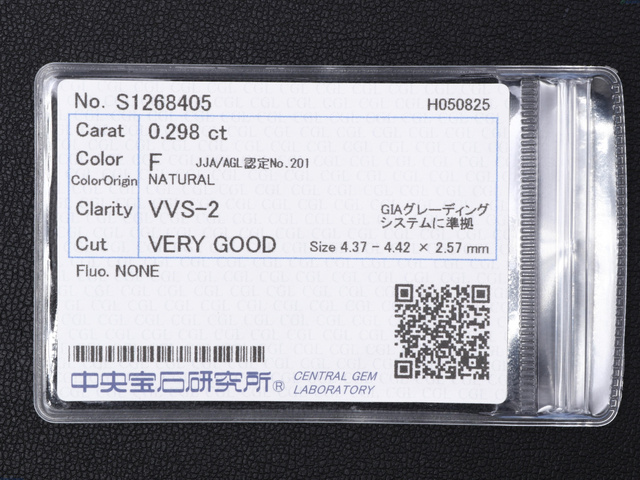 No. S1268405 H050825
Carat 0.298 ct
Color F JJA/AGL認定No.201
ColorOrigin NATURAL
Clarity VVS-2 GIAグレーディング
システムに準拠
Cut VERY GOOD Size 4.37 - 4.42 × 2.57 mm
Fluo. NONE
中央宝石研究所® CENTRAL GEM
LABORATORY